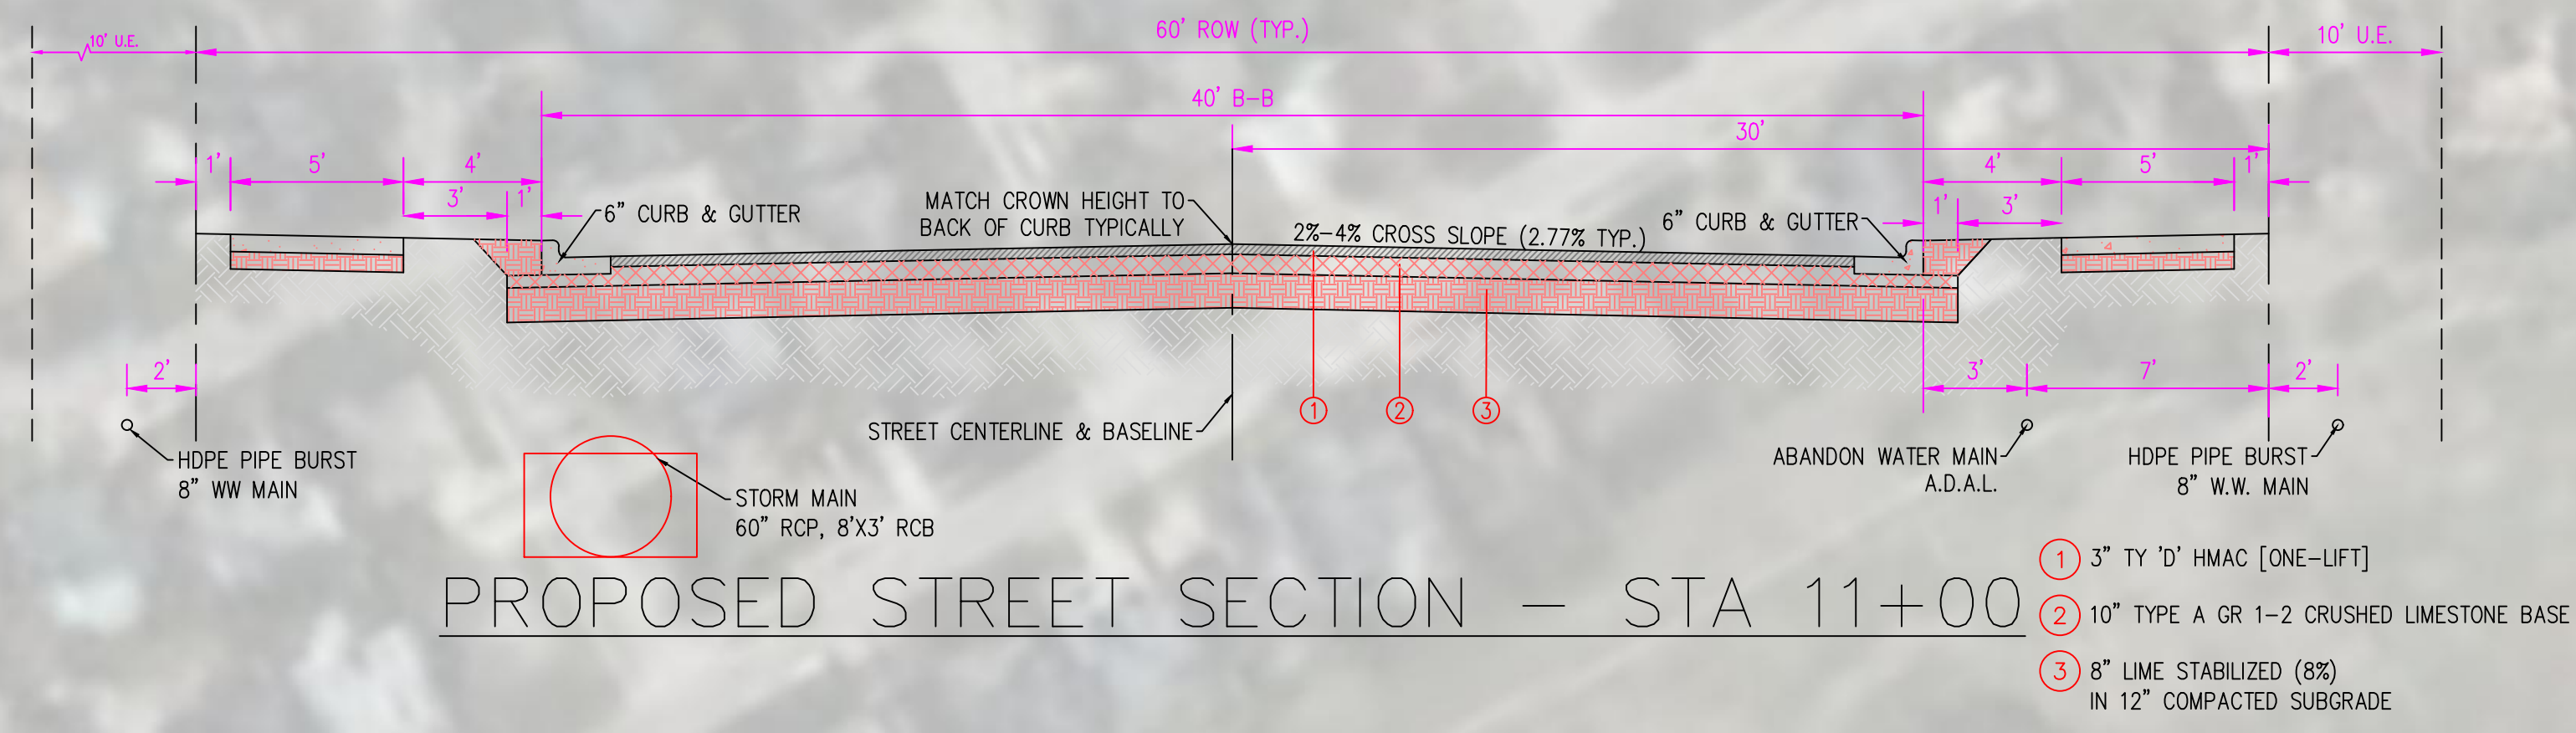 60' ROW (TYP.)
10' U.E.
10' U.E.
40' B-B
30'
1'
5'
4'
3'
1'
4'
5'
1'
1'
3'
6" CURB & GUTTER
MATCH CROWN HEIGHT TO
BACK OF CURB TYPICALLY
2%-4% CROSS SLOPE (2.77% TYP.)
6" CURB & GUTTER
2'
3'
7'
2'
1
2
3
STREET CENTERLINE & BASELINE
HDPE PIPE BURST
8" WW MAIN
STORM MAIN
60" RCP, 8'X3' RCB
ABANDON WATER MAIN
A.D.A.L.
HDPE PIPE BURST
8" W.W. MAIN
PROPOSED STREET SECTION - STA 11+00
1 3" TY 'D' HMAC [ONE-LIFT]
2 10" TYPE A GR 1-2 CRUSHED LIMESTONE BASE
3 8" LIME STABILIZED (8%)
IN 12" COMPACTED SUBGRADE